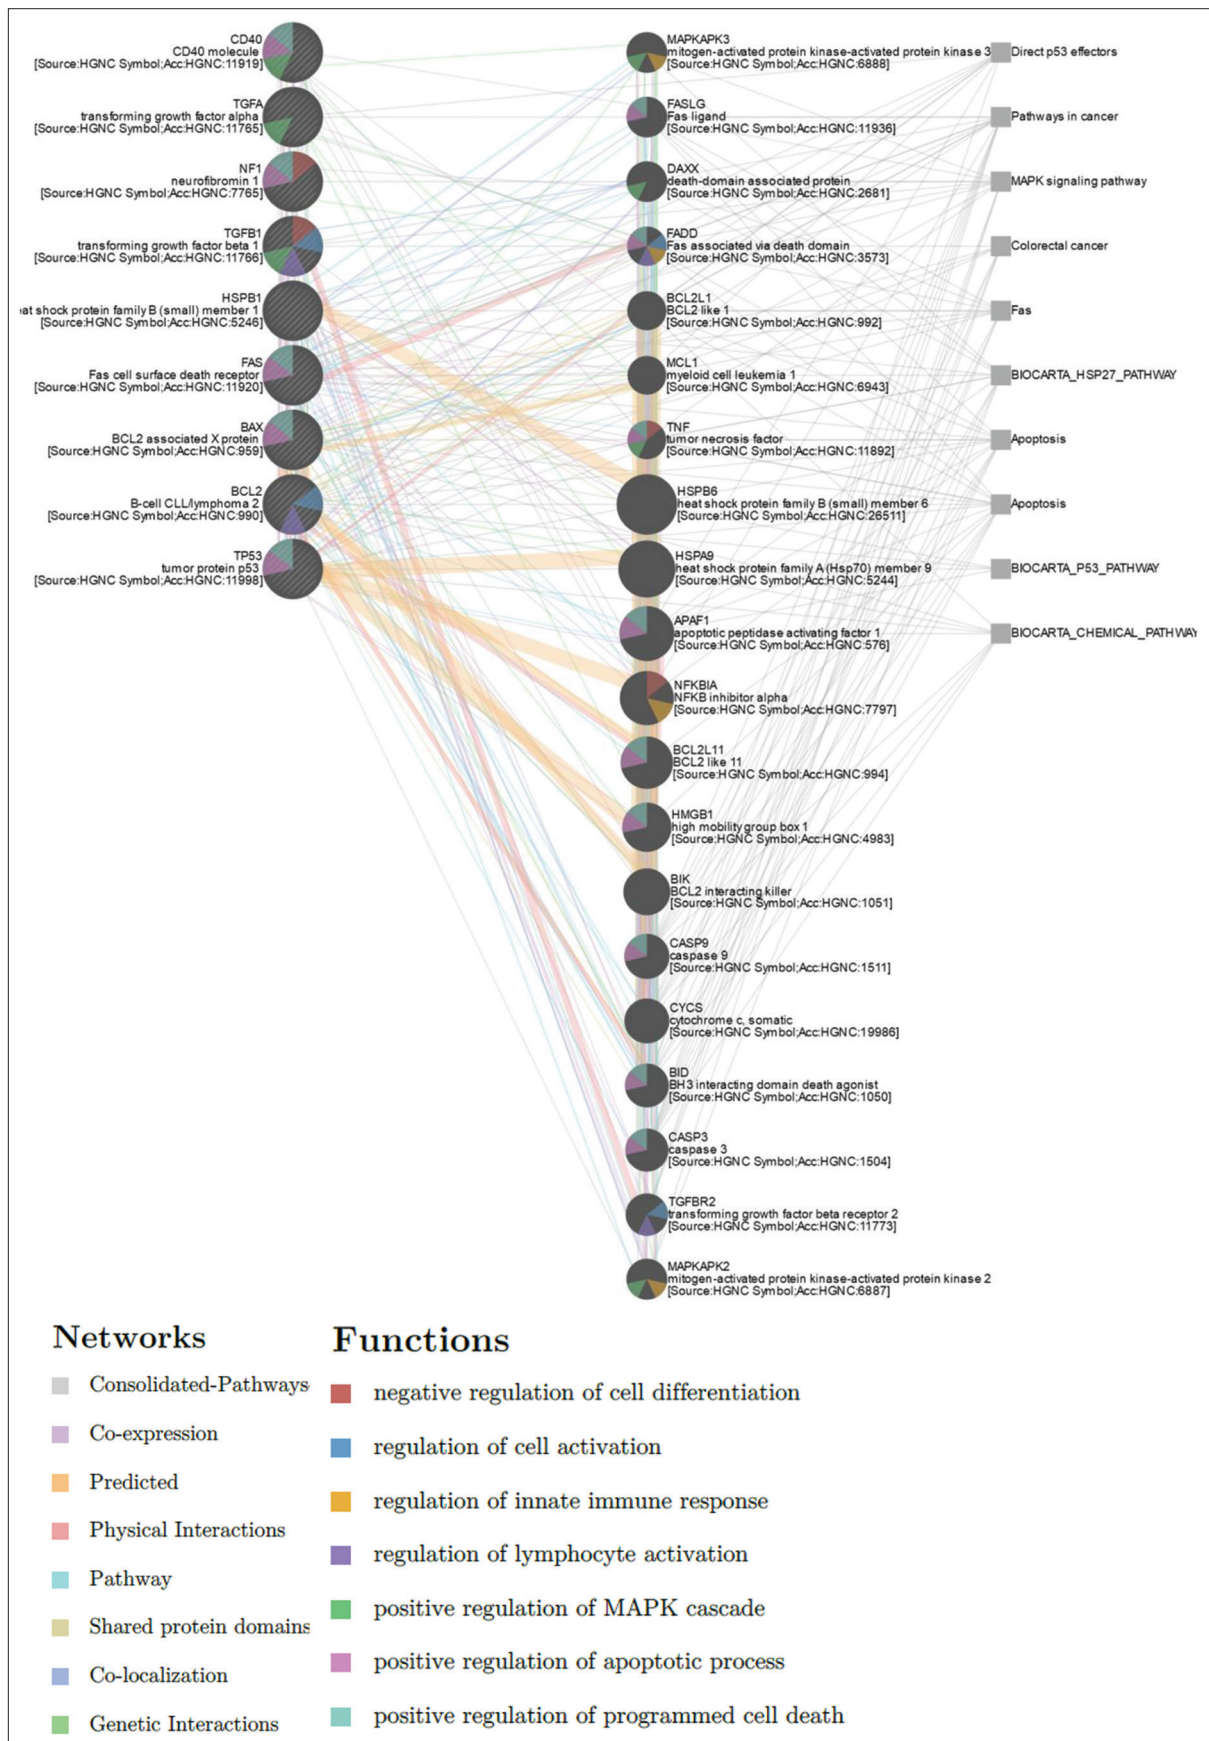 CD40
CD40 molecule
[Source:HGNC Symbol;Acc:HGNC:11919]
TGFA
transforming growth factor alpha
[Source:HGNC Symbol;Acc:HGNC:11765]
NF1
neurofibromin 1
[Source:HGNC Symbol;Acc:HGNC:7765]
TGFB1
transforming growth factor beta 1
[Source:HGNC Symbol;Acc:HGNC:11766]
HSPB1
at shock protein family B (small) member 1
[Source:HGNC Symbol;Acc:HGNC:5246]
FAS
Fas cell surface death receptor
[Source:HGNC Symbol;Acc:HGNC:11920]
BAX
BCL2 associated X protein
[Source:HGNC Symbol;Acc:HGNC:959]
BCL2
B-cell CLL/lymphoma 2
[Source:HGNC Symbol;Acc:HGNC:990]
TP53
tumor protein p53
[Source:HGNC Symbol;Acc:HGNC:11998]
MAPKAPK3
mitogen-activated protein kinase-activated protein kinase 3
[Source:HGNC Symbol;Acc:HGNC:6888]
FASLG
Fas ligand
[Source:HGNC Symbol;Acc:HGNC:11936]
DAXX
death-domain associated protein
[Source:HGNC Symbol;Acc:HGNC:2681]
FADD
Fas associated via death domain
[Source:HGNC Symbol;Acc:HGNC:3573]
BCL2L1
BCL2 like 1
[Source:HGNC Symbol;Acc:HGNC:992]
MCL1
myeloid cell leukemia 1
[Source:HGNC Symbol;Acc:HGNC:6943]
TNF
tumor necrosis factor
[Source:HGNC Symbol;Acc:HGNC:11892]
HSPB6
heat shock protein family B (small) member 6
[Source:HGNC Symbol;Acc:HGNC:26511]
HSPA9
heat shock protein family A (Hsp70) member 9
[Source:HGNC Symbol;Acc:HGNC:5244]
APAF1
apoptotic peptidase activating factor 1
[Source:HGNC Symbol;Acc:HGNC:576]
NFKBIA
NFKB inhibitor alpha
[Source:HGNC Symbol;Acc:HGNC:7797]
BCL2L11
BCL2 like 11
[Source:HGNC Symbol;Acc:HGNC:994]
HMGB1
high mobility group box 1
[Source:HGNC Symbol;Acc:HGNC:4983]
BIK
BCL2 interacting killer
[Source:HGNC Symbol;Acc:HGNC:1051]
CASP9
caspase 9
[Source:HGNC Symbol;Acc:HGNC:1511]
CYCS
cytochrome c, somatic
[Source:HGNC Symbol;Acc:HGNC:19986]
BID
BH3 interacting domain death agonist
[Source:HGNC Symbol;Acc:HGNC:1050]
CASP3
caspase 3
[Source:HGNC Symbol;Acc:HGNC:1504]
TGFBR2
transforming growth factor beta receptor 2
[Source:HGNC Symbol;Acc:HGNC:11773]
MAPKAPK2
mitogen-activated protein kinase-activated protein kinase 2
[Source:HGNC Symbol;Acc:HGNC:6887]
Direct p53 effectors
Pathways in cancer
MAPK signaling pathway
Colorectal cancer
Fas
BIOCARTA_HSP27_PATHWAY
Apoptosis
Apoptosis
BIOCARTA_P53_PATHWAY
BIOCARTA_CHEMICAL_PATHWAY
Networks
Consolidated-Pathways
Co-expression
Predicted
Physical Interactions
Pathway
Shared protein domains
Co-localization
Genetic Interactions
Functions
negative regulation of cell differentiation
regulation of cell activation
regulation of innate immune response
regulation of lymphocyte activation
positive regulation of MAPK cascade
positive regulation of apoptotic process
positive regulation of programmed cell death